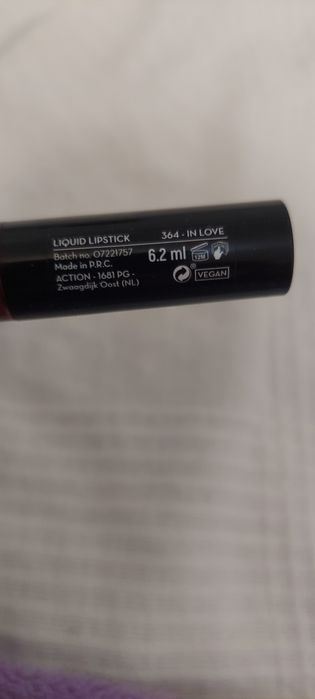 LIQUID LIPSTICK
364 - IN LOVE
Batch no. 07221757
6.2 ml
12M
Made in P.R.C.
ACTION - 1681 PG -
VEGAN
Zwaagdijk Oost (NL)